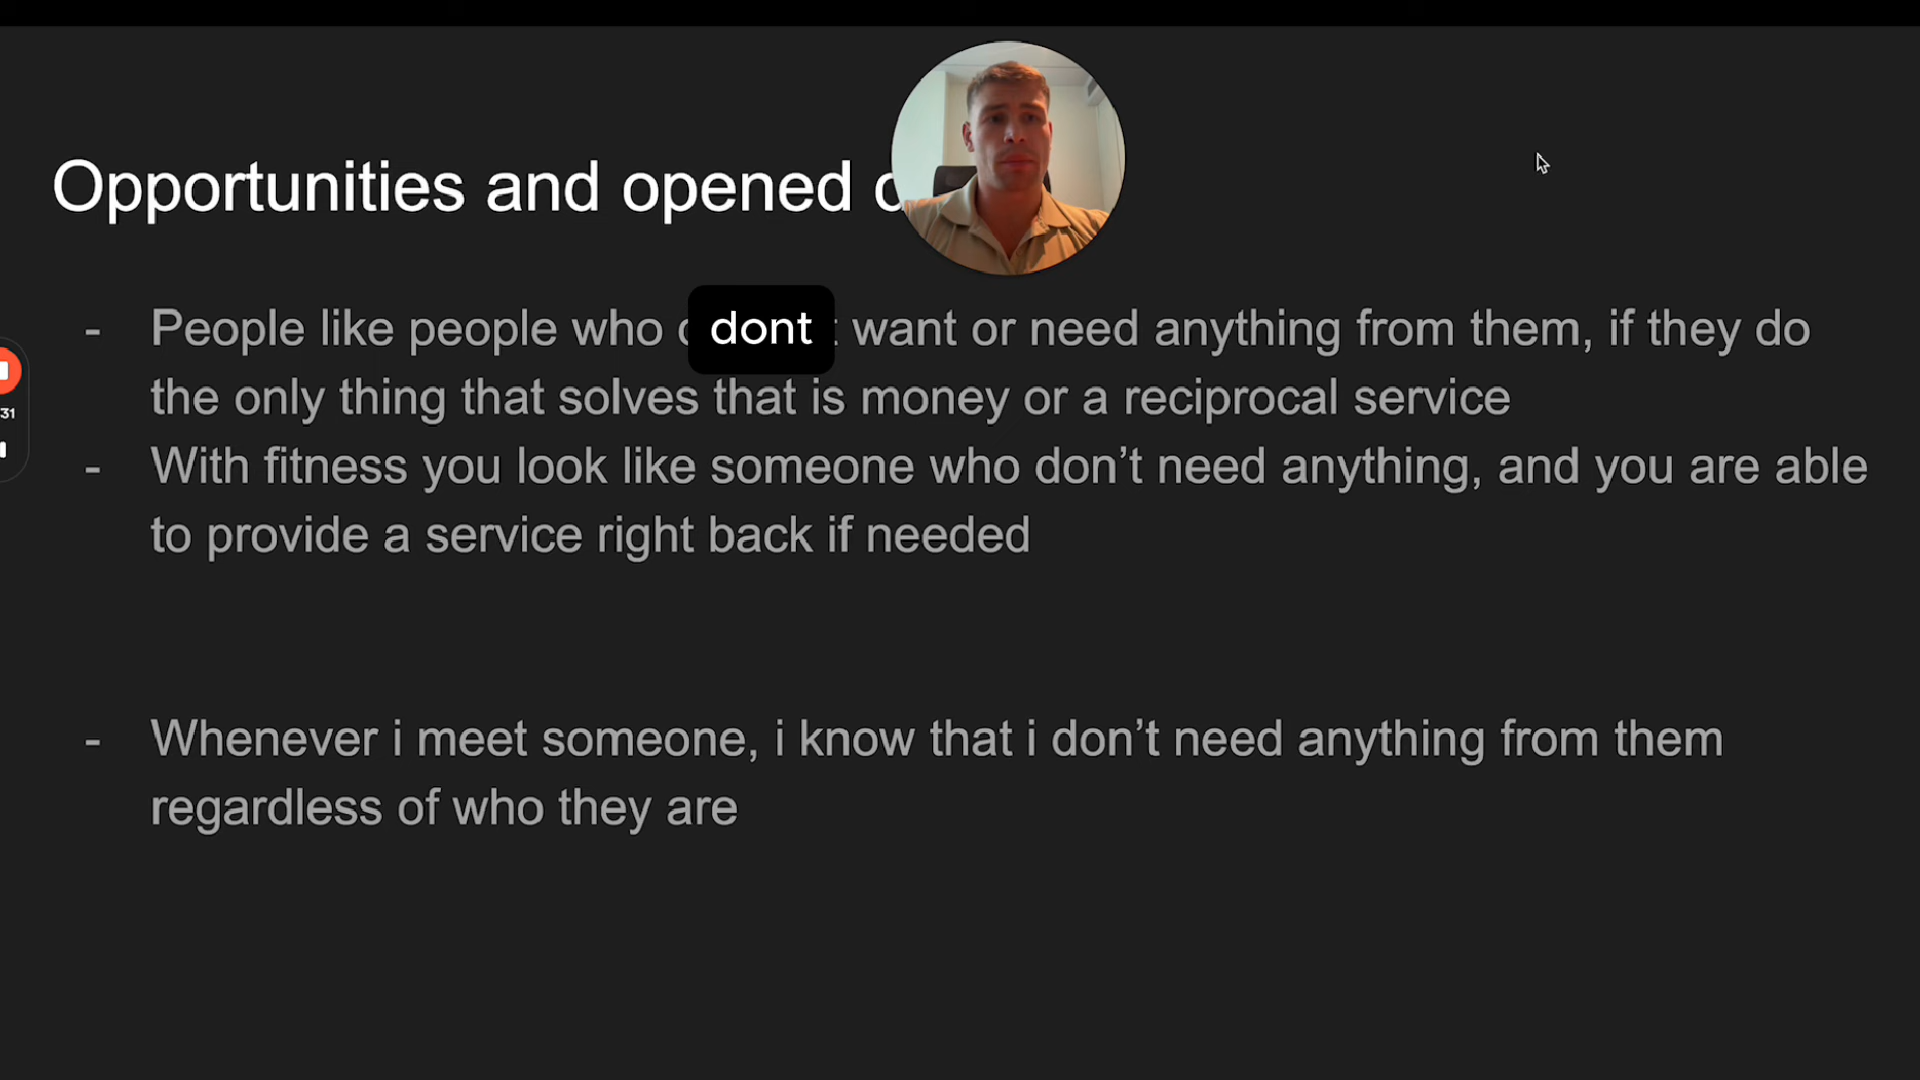 Opportunities and opened
- People like people who dont want or need anything from them, if they do
the only thing that solves that is money or a reciprocal service
- With fitness you look like someone who don’t need anything, and you are able
to provide a service right back if needed
- Whenever i meet someone, i know that i don’t need anything from them
regardless of who they are
31